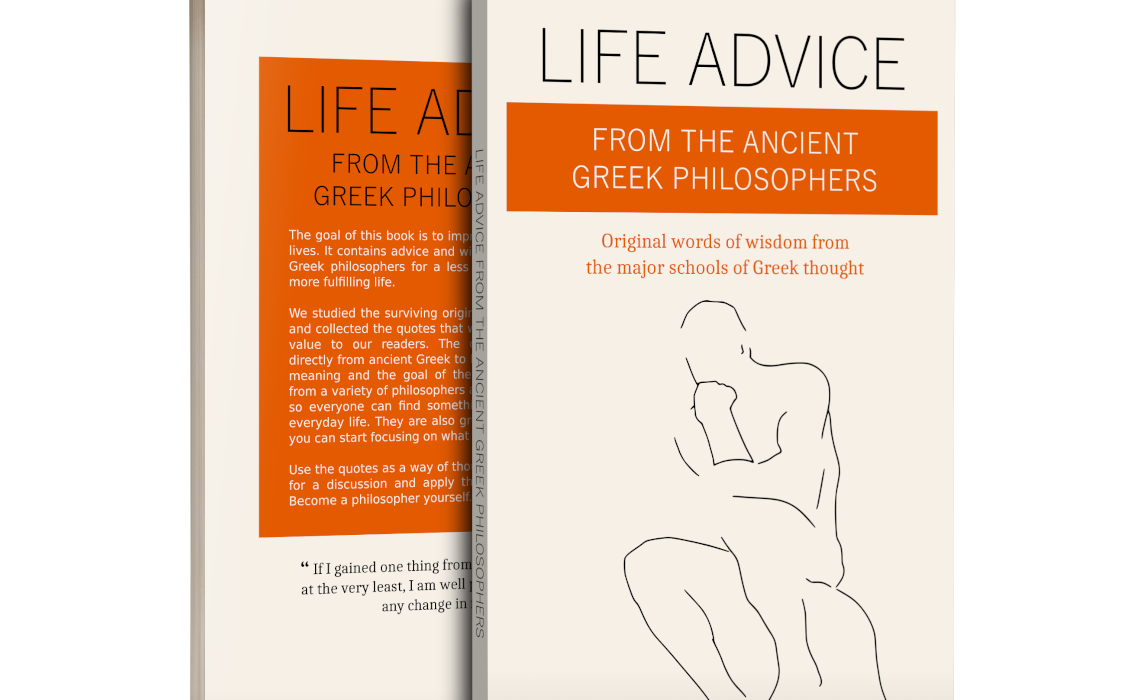 LIFE ADVICE
FROM THE ANCIENT
GREEK PHILOSOPHERS
Original words of wisdom from
the major schools of Greek thought
LIFE ADVICE FROM THE ANCIENT GREEK PHILOSOPHERS
LIFE
FROM THE
GREEK
The goal of this book is to
lives. It contains advice and
Greek philosophers for a less
more fulfilling life.
We studied the surviving
and collected the quotes that
value to our readers. The
directly from ancient Greek to
meaning and the goal of the
from a variety of philosophers
so everyone can find
everyday life. They are also
you can start focusing on what
Use the quotes as a way of
for a discussion and apply
Become a philosopher yourself.
“ If I gained one thing from
at the very least, I am well
any change in